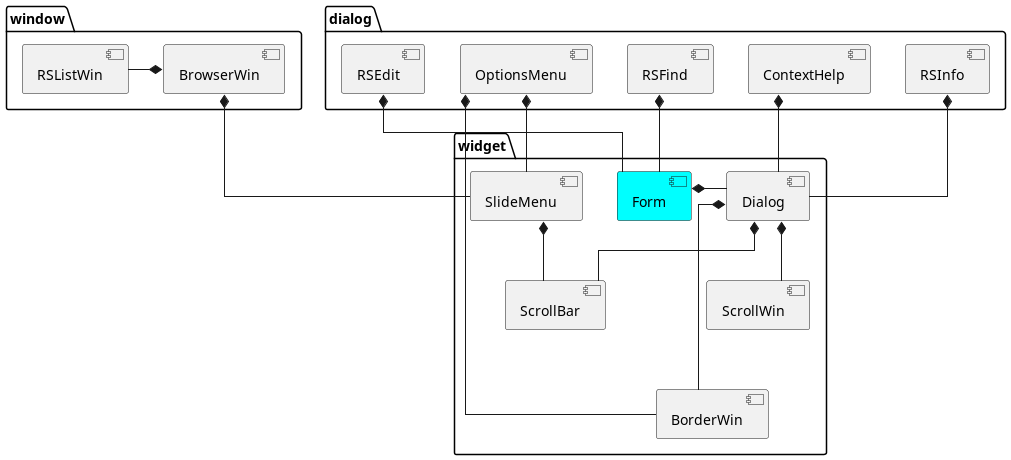 window
dialog
RSListWin
BrowserWin
RSEdit
OptionsMenu
RSFind
ContextHelp
RSInfo
widget
SlideMenu
Form
Dialog
ScrollBar
ScrollWin
BorderWin